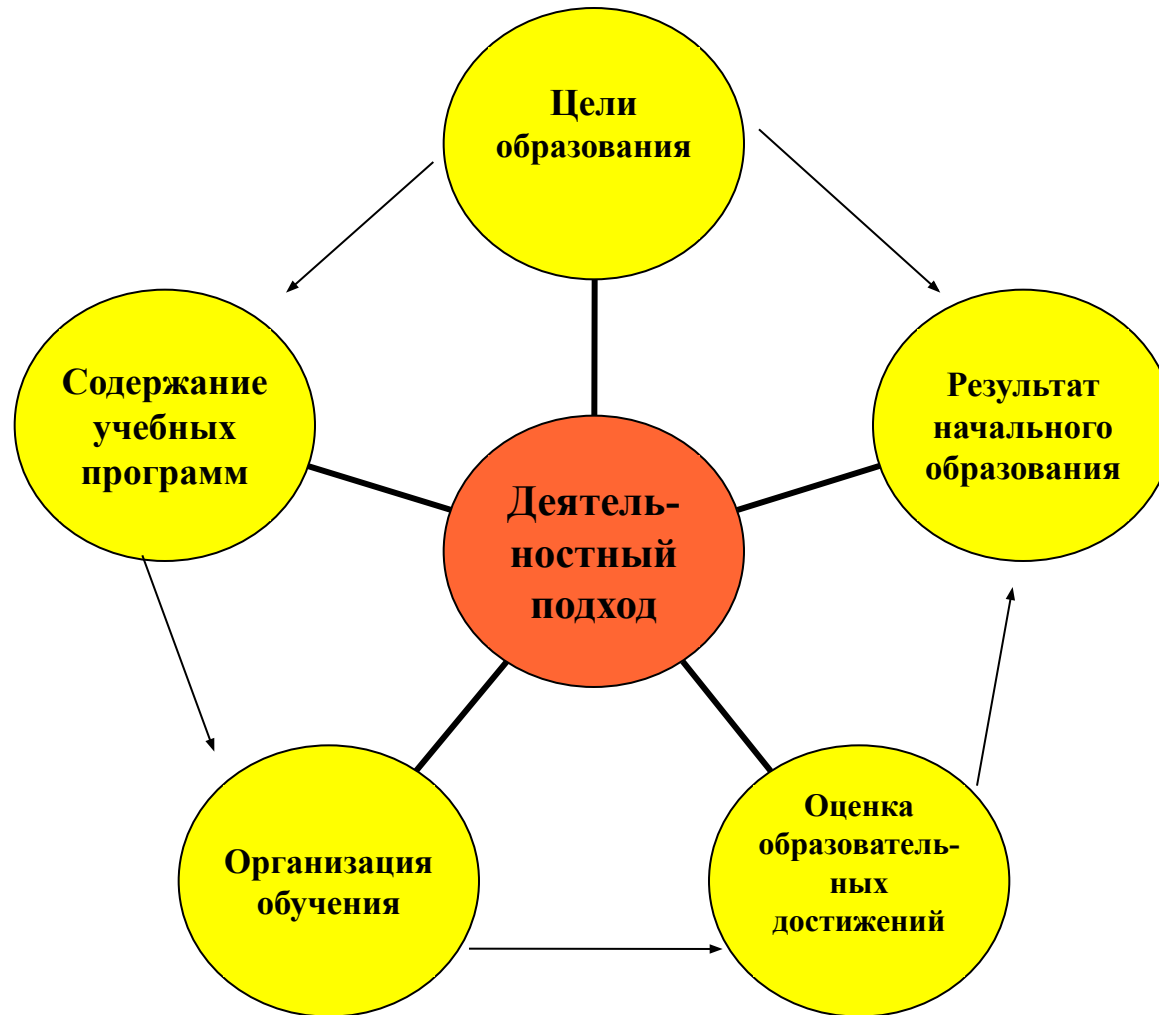 Цели
образования
Содержание
учебных
программ
Результат
начального
образования
Деятель-
ностный
подход
Организация
обучения
Оценка
образователь-
ных
достижений